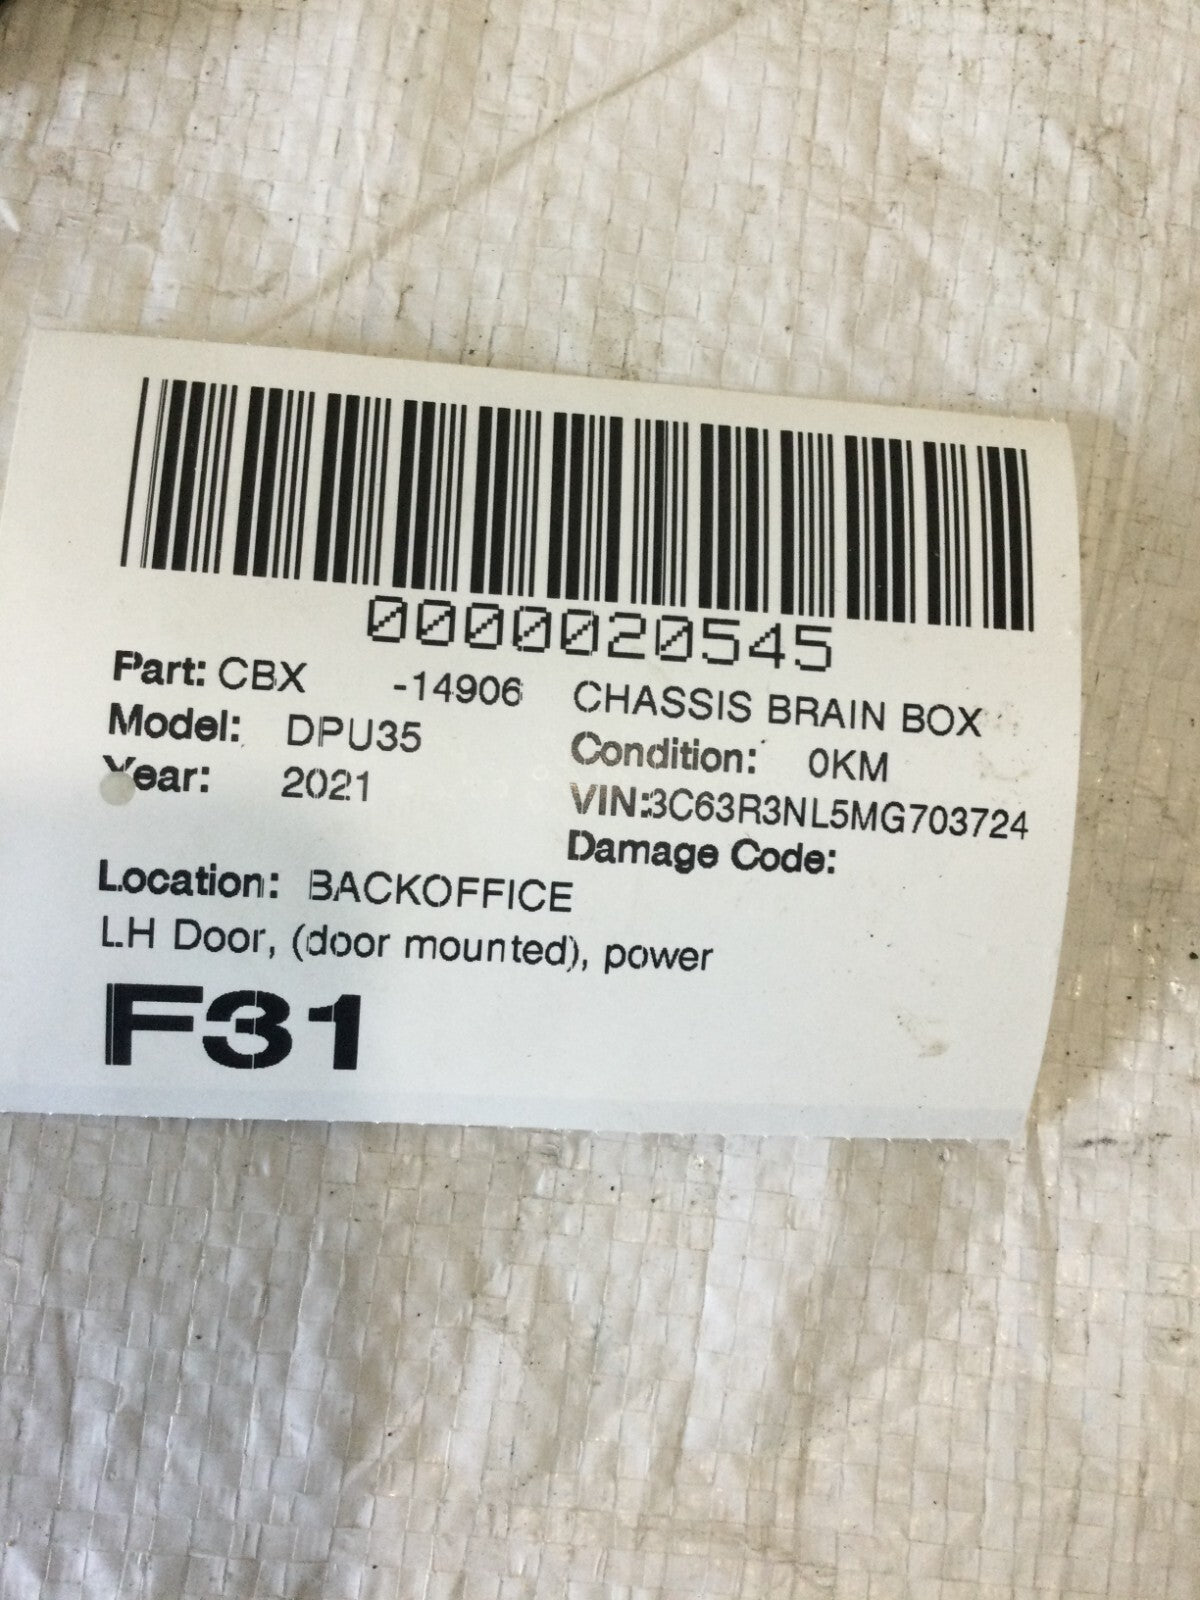 0000020545
Part: CBX -14906 CHASSIS BRAIN BOX
Model: DPU35 Condition: 0KM
Year: 2021 VIN:3C63R3NL5MG703724
Damage Code:
Location: BACKOFFICE
LH Door, (door mounted), power
F31